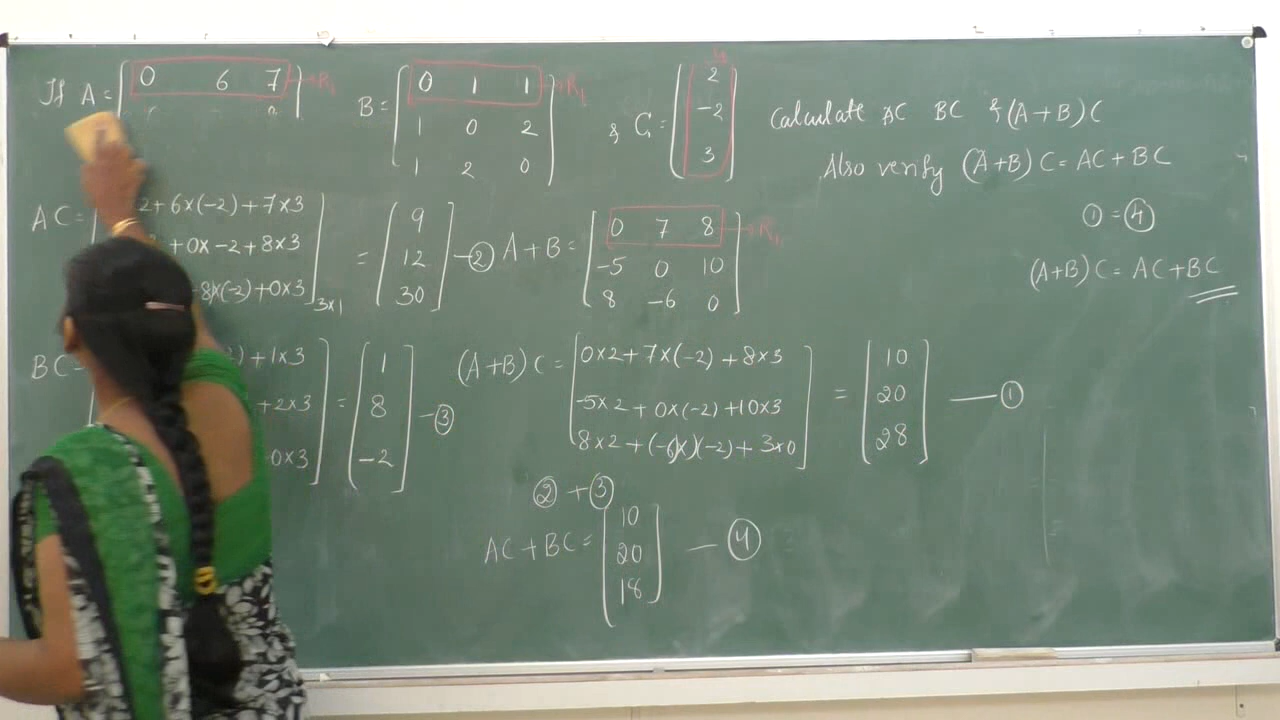 If A = [ 0 6 7 ] → R₁
B = [ 0 1 1 ] → R₁
1 0 2
1 2 0
& C = [ 2
-2
3 ]
Calculate AC BC & (A+B)C
Also verify (A+B)C = AC+BC
① = ④
(A+B)C = AC+BC
AC = 2+6×(-2)+7×3
+0×-2+8×3
8×(-2)+0×3 3×1
= [ 9
12
30 ] — ②
A+B = [ 0 7 8 ] → R₁
-5 0 10
8 -6 0
BC
+1×3
+2×3
0×3
= [ 1
8
-2 ] — ③
(A+B)C = [ 0×2+7×(-2)+8×3
-5×2+0×(-2)+10×3
8×2+(-6)×(-2)+3×0 ]
= [ 10
20
28 ] — ①
② + ③
AC+BC = [ 10
20
18 ] — ④